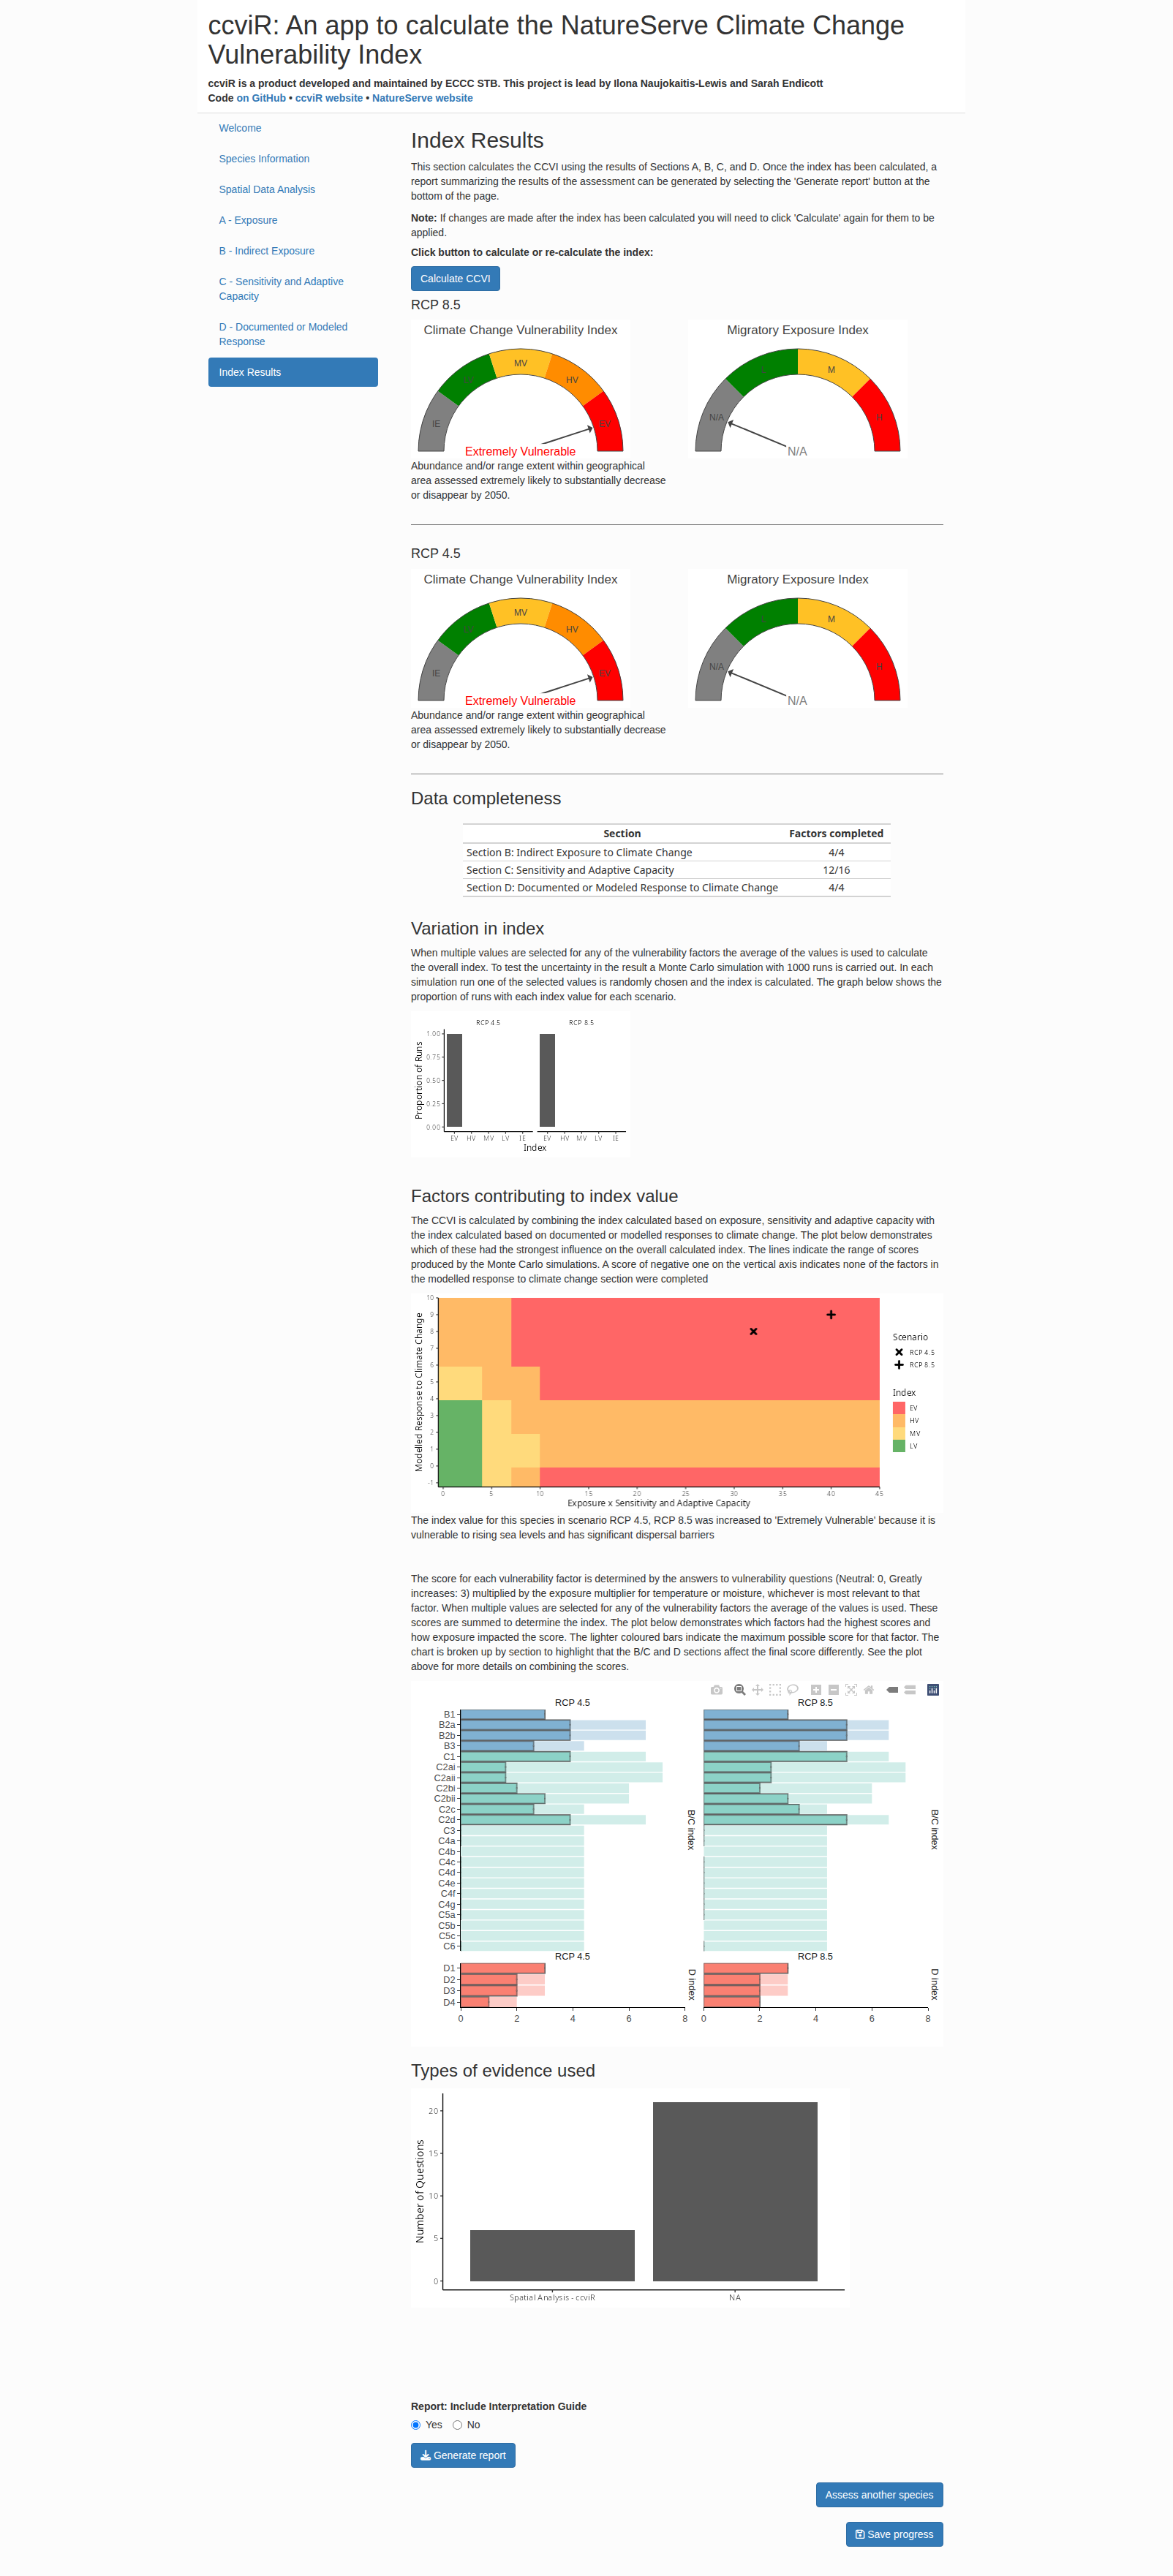 ccviR: An app to calculate the NatureServe Climate Change
Vulnerability Index
ccviR is a product developed and maintained by ECCC STB. This project is lead by Ilona Naujokaitis-Lewis and Sarah Endicott
Code on GitHub • ccviR website • NatureServe website
Welcome
Species Information
Spatial Data Analysis
A - Exposure
B - Indirect Exposure
C - Sensitivity and Adaptive
Capacity
D - Documented or Modeled
Response
Index Results
Index Results
This section calculates the CCVI using the results of Sections A, B, C, and D. Once the index has been calculated, a
report summarizing the results of the assessment can be generated by selecting the 'Generate report' button at the
bottom of the page.
Note: If changes are made after the index has been calculated you will need to click 'Calculate' again for them to be
applied.
Click button to calculate or re-calculate the index:
Calculate CCVI
RCP 8.5
Climate Change Vulnerability Index
IE
LV
MV
HV
EV
Extremely Vulnerable
Migratory Exposure Index
N/A
L
M
H
N/A
Abundance and/or range extent within geographical
area assessed extremely likely to substantially decrease
or disappear by 2050.
RCP 4.5
Climate Change Vulnerability Index
IE
LV
MV
HV
EV
Extremely Vulnerable
Migratory Exposure Index
N/A
L
M
H
N/A
Abundance and/or range extent within geographical
area assessed extremely likely to substantially decrease
or disappear by 2050.
Data completeness
Section Factors completed
Section B: Indirect Exposure to Climate Change 4/4
Section C: Sensitivity and Adaptive Capacity 12/16
Section D: Documented or Modeled Response to Climate Change 4/4
Variation in index
When multiple values are selected for any of the vulnerability factors the average of the values is used to calculate
the overall index. To test the uncertainty in the result a Monte Carlo simulation with 1000 runs is carried out. In each
simulation run one of the selected values is randomly chosen and the index is calculated. The graph below shows the
proportion of runs with each index value for each scenario.
RCP 4.5 RCP 8.5
Proportion of Runs
1.00
0.75
0.50
0.25
0.00
EV HV MV LV IE EV HV MV LV IE
Index
Factors contributing to index value
The CCVI is calculated by combining the index calculated based on exposure, sensitivity and adaptive capacity with
the index calculated based on documented or modelled responses to climate change. The plot below demonstrates
which of these had the strongest influence on the overall calculated index. The lines indicate the range of scores
produced by the Monte Carlo simulations. A score of negative one on the vertical axis indicates none of the factors in
the modelled response to climate change section were completed
Modelled Response to Climate Change
10
9
8
7
6
5
4
3
2
1
0
-1
0 5 10 15 20 25 30 35 40 45
Exposure x Sensitivity and Adaptive Capacity
Scenario
RCP 4.5
RCP 8.5
Index
EV
HV
MV
LV
The index value for this species in scenario RCP 4.5, RCP 8.5 was increased to 'Extremely Vulnerable' because it is
vulnerable to rising sea levels and has significant dispersal barriers
The score for each vulnerability factor is determined by the answers to vulnerability questions (Neutral: 0, Greatly
increases: 3) multiplied by the exposure multiplier for temperature or moisture, whichever is most relevant to that
factor. When multiple values are selected for any of the vulnerability factors the average of the values is used. These
scores are summed to determine the index. The plot below demonstrates which factors had the highest scores and
how exposure impacted the score. The lighter coloured bars indicate the maximum possible score for that factor. The
chart is broken up by section to highlight that the B/C and D sections affect the final score differently. See the plot
above for more details on combining the scores.
RCP 4.5 RCP 8.5
B1
B2a
B2b
B3
C1
C2ai
C2aii
C2bi
C2bii
C2c
C2d
C3
C4a
C4b
C4c
C4d
C4e
C4f
C4g
C5a
C5b
C5c
C6
B/C index
B/C index
RCP 4.5 RCP 8.5
D1
D2
D3
D4
D index
D index
0 2 4 6 8 0 2 4 6 8
Types of evidence used
Number of Questions
20
15
10
5
0
Spatial Analysis - ccviR NA
Report: Include Interpretation Guide
Yes No
Generate report
Assess another species
Save progress